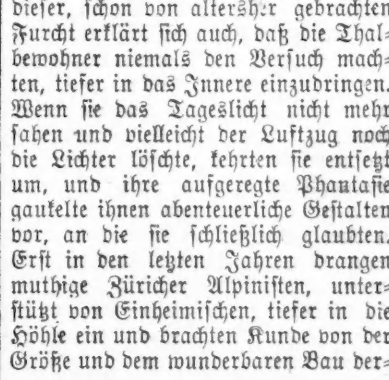 dieser, schon von altersher gebrachten
Furcht erklärt sich auch, daß die Thal-
bewohner niemals den Versuch mach-
ten, tiefer in das Innere einzudringen.
Wenn sie das Tageslicht nicht mehr
sahen und vielleicht der Luftzug noch
die Lichter löschte, kehrten sie entsetzt
um, und ihre aufgeregte Phantasie
gaukelte ihnen abenteuerliche Gestalten
vor, an die sie schließlich glaubten.
Erst in den letzten Jahren drangen
muthige Züricher Alpinisten, unter-
stützt von Einheimischen, tiefer in die
Höhle ein und brachten Kunde von der
Größe und dem wunderbaren Bau der-